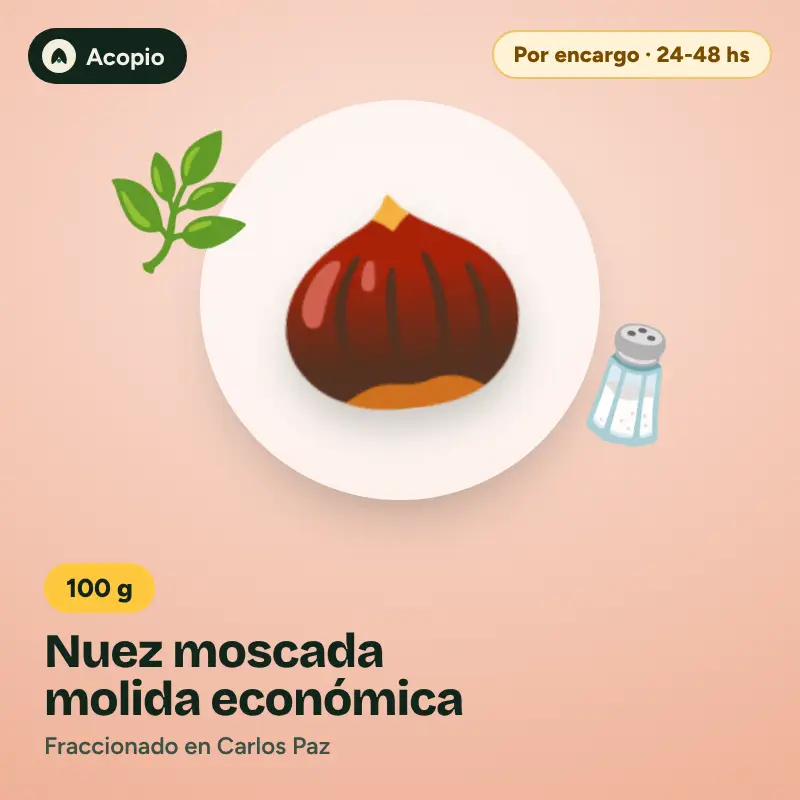 Acopio
Por encargo · 24-48 hs
100 g
Nuez moscada
molida económica
Fraccionado en Carlos Paz